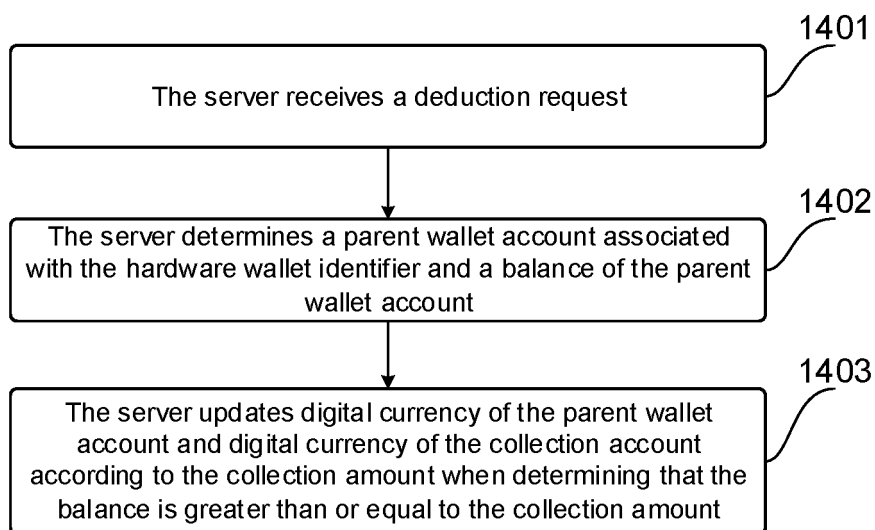 1401
The server receives a deduction request
1402
The server determines a parent wallet account associated
with the hardware wallet identifier and a balance of the parent
wallet account
1403
The server updates digital currency of the parent wallet
account and digital currency of the collection account
according to the collection amount when determining that the
balance is greater than or equal to the collection amount